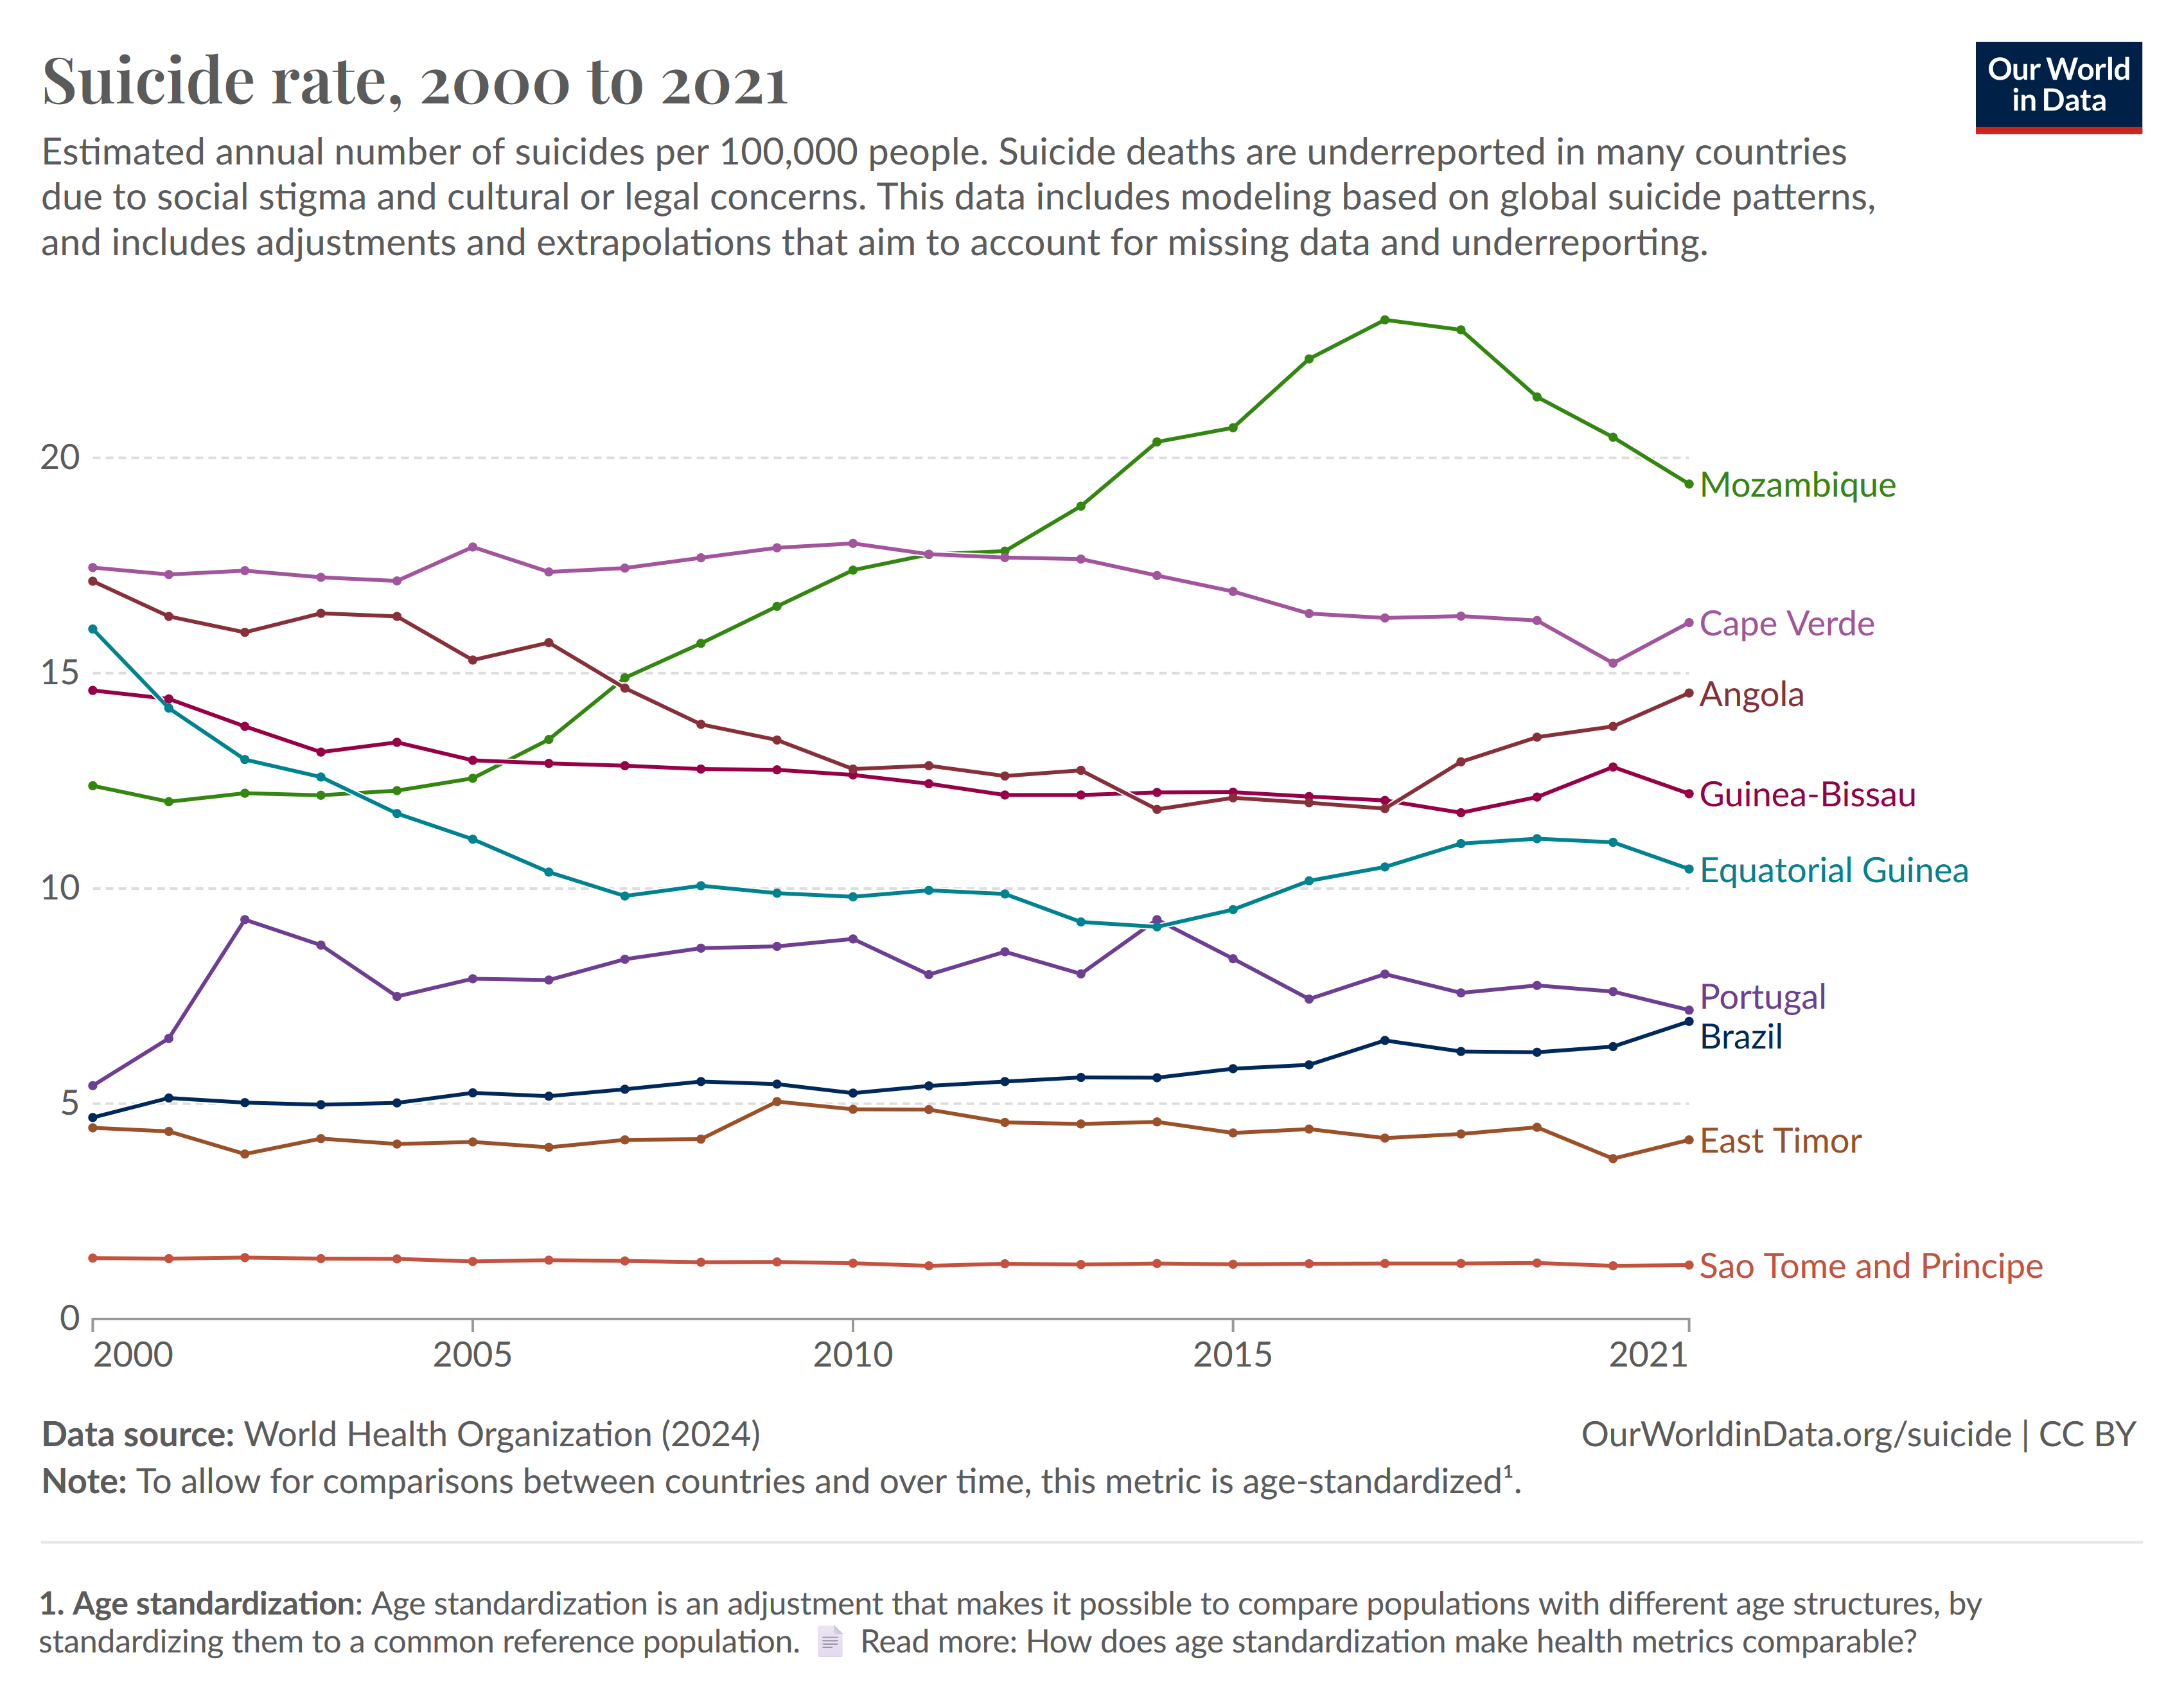 Suicide rate, 2000 to 2021
Our World
in Data
Estimated annual number of suicides per 100,000 people. Suicide deaths are underreported in many countries
due to social stigma and cultural or legal concerns. This data includes modeling based on global suicide patterns,
and includes adjustments and extrapolations that aim to account for missing data and underreporting.
20
15
10
5
0
Mozambique
Cape Verde
Angola
Guinea-Bissau
Equatorial Guinea
Portugal
Brazil
East Timor
Sao Tome and Principe
2000
2005
2010
2015
2021
Data source: World Health Organization (2024)
OurWorldinData.org/suicide | CC BY
Note: To allow for comparisons between countries and over time, this metric is age-standardized¹.
1. Age standardization: Age standardization is an adjustment that makes it possible to compare populations with different age structures, by
standardizing them to a common reference population. Read more: How does age standardization make health metrics comparable?